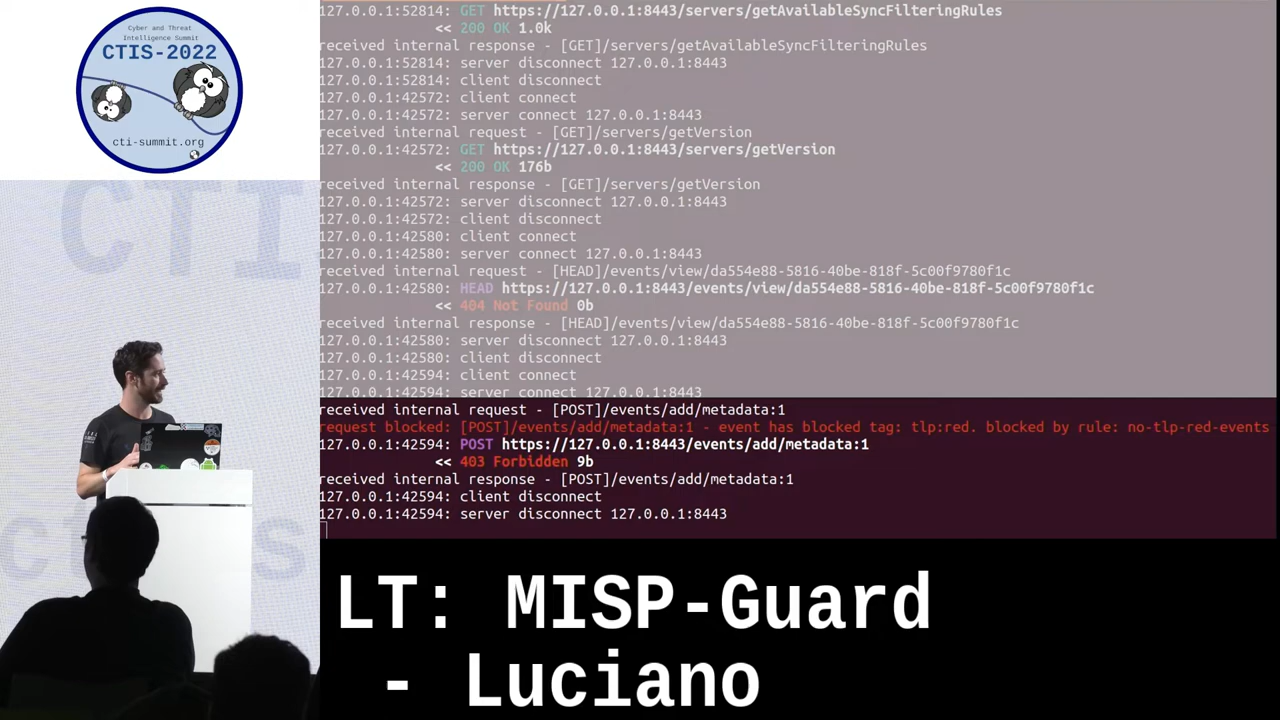 Cyber and Threat
Intelligence Summit
CTIS-2022
cti-summit.org
127.0.0.1:52814: GET https://127.0.0.1:8443/servers/getAvailableSyncFilteringRules
<< 200 OK 1.0k
received internal response - [GET]/servers/getAvailableSyncFilteringRules
127.0.0.1:52814: server disconnect 127.0.0.1:8443
127.0.0.1:52814: client disconnect
127.0.0.1:42572: client connect
127.0.0.1:42572: server connect 127.0.0.1:8443
received internal request - [GET]/servers/getVersion
127.0.0.1:42572: GET https://127.0.0.1:8443/servers/getVersion
<< 200 OK 176b
received internal response - [GET]/servers/getVersion
127.0.0.1:42572: server disconnect 127.0.0.1:8443
127.0.0.1:42572: client disconnect
127.0.0.1:42580: client connect
127.0.0.1:42580: server connect 127.0.0.1:8443
received internal request - [HEAD]/events/view/da554e88-5816-40be-818f-5c00f9780f1c
127.0.0.1:42580: HEAD https://127.0.0.1:8443/events/view/da554e88-5816-40be-818f-5c00f9780f1c
<< 404 Not Found 0b
received internal response - [HEAD]/events/view/da554e88-5816-40be-818f-5c00f9780f1c
127.0.0.1:42580: server disconnect 127.0.0.1:8443
127.0.0.1:42580: client disconnect
127.0.0.1:42594: client connect
127.0.0.1:42594: server connect 127.0.0.1:8443
received internal request - [POST]/events/add/metadata:1
request blocked: [POST]/events/add/metadata:1 - event has blocked tag: tlp:red. blocked by rule: no-tlp-red-events
127.0.0.1:42594: POST https://127.0.0.1:8443/events/add/metadata:1
<< 403 Forbidden 9b
received internal response - [POST]/events/add/metadata:1
127.0.0.1:42594: client disconnect
127.0.0.1:42594: server disconnect 127.0.0.1:8443
CTI
LT: MISP-Guard
- Luciano